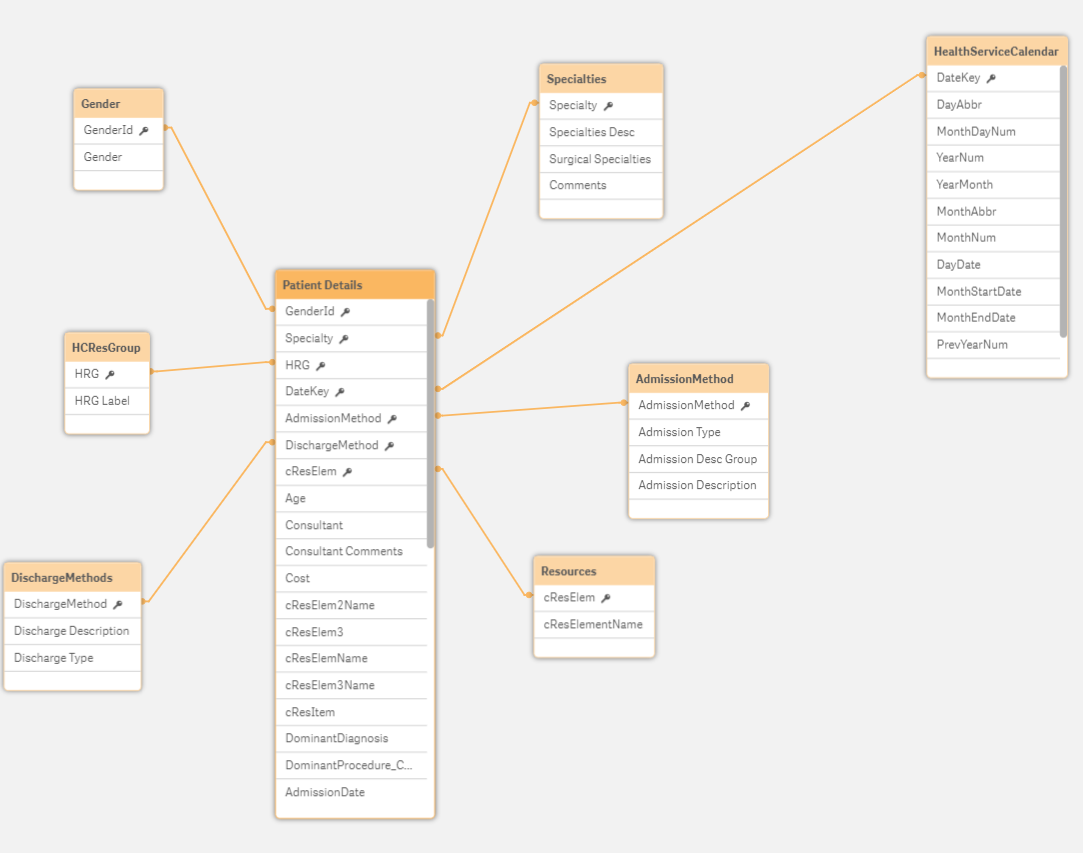 HealthServiceCalendar
DateKey
DayAbbr
MonthDayNum
YearNum
YearMonth
MonthAbbr
MonthNum
DayDate
MonthStartDate
MonthEndDate
PrevYearNum
Specialties
Specialty
Specialties Desc
Surgical Specialties
Comments
Gender
GenderId
Gender
Patient Details
GenderId
Specialty
HRG
DateKey
AdmissionMethod
DischargeMethod
cResElem
Age
Consultant
Consultant Comments
Cost
cResElem2Name
cResElem3
cResElemName
cResElem3Name
cResItem
DominantDiagnosis
DominantProcedure_C...
AdmissionDate
HCResGroup
HRG
HRG Label
AdmissionMethod
AdmissionMethod
Admission Type
Admission Desc Group
Admission Description
DischargeMethods
DischargeMethod
Discharge Description
Discharge Type
Resources
cResElem
cResElementName